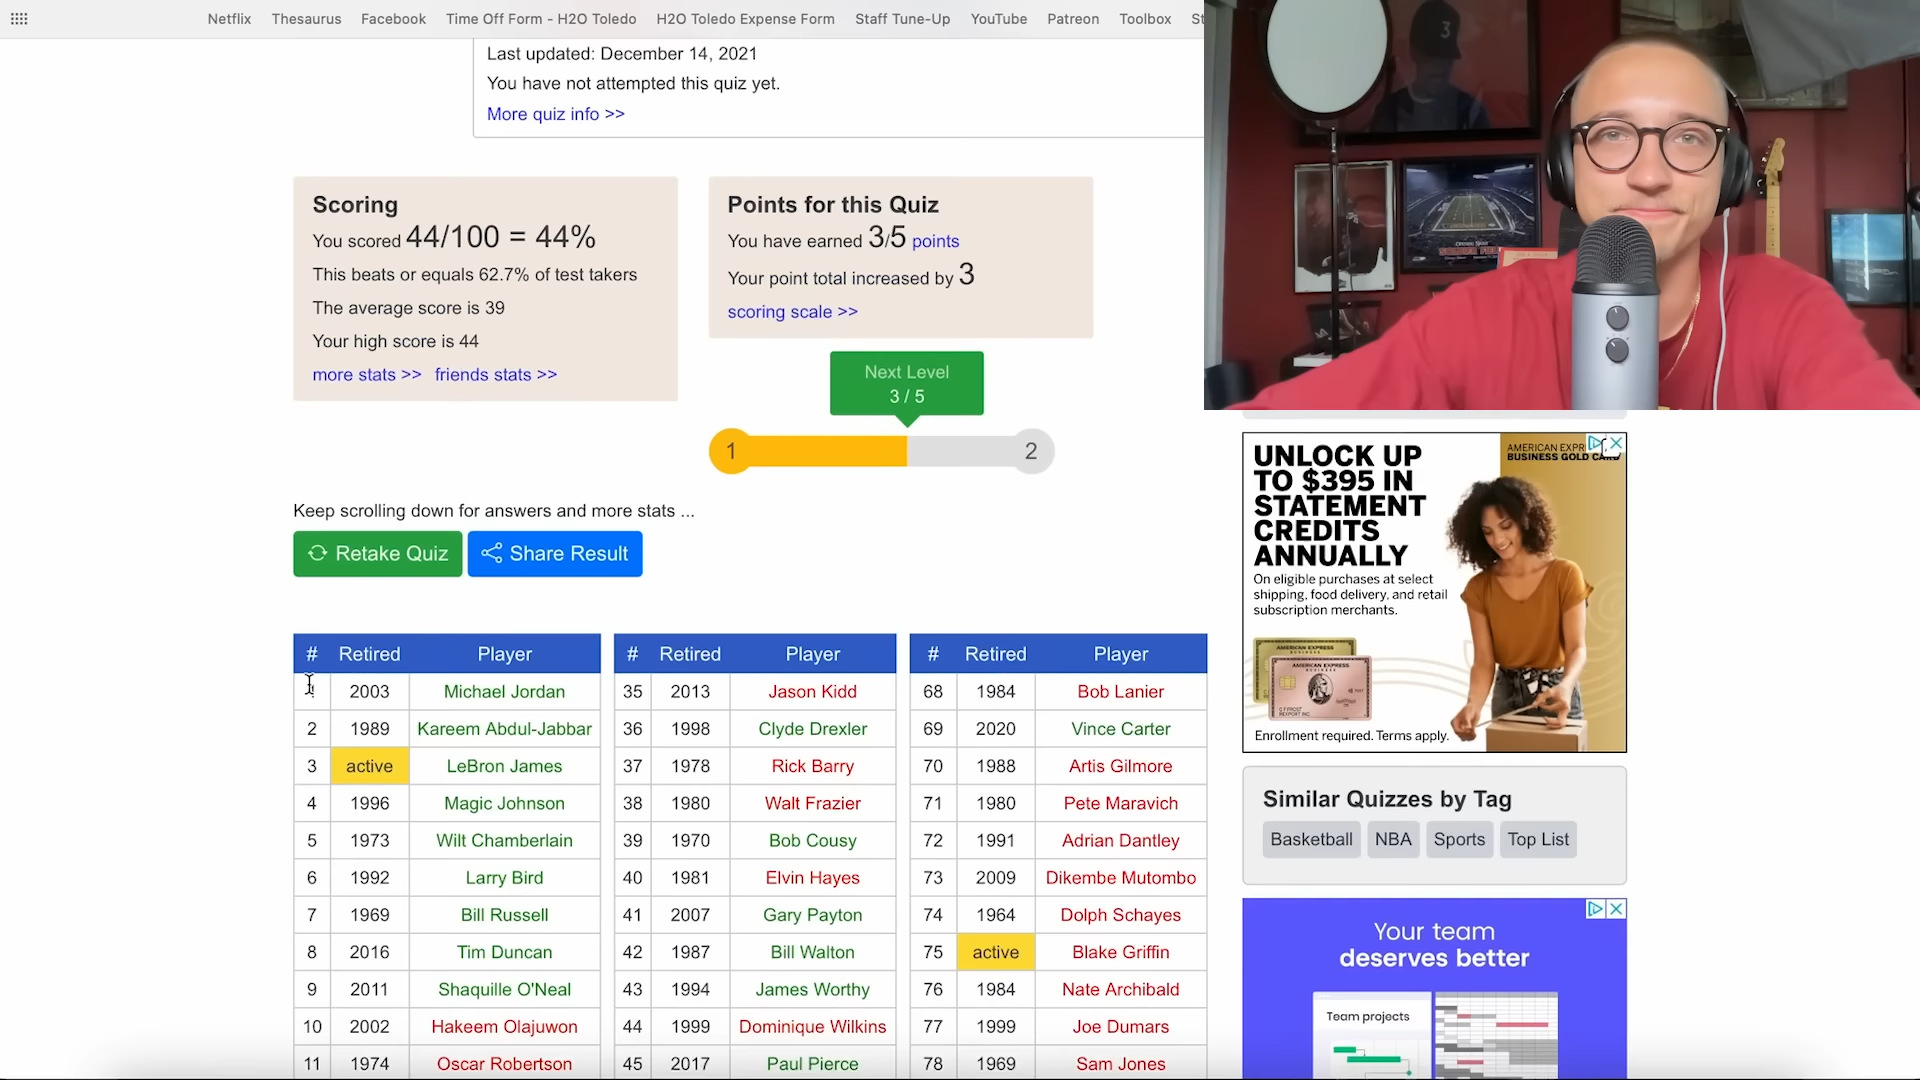 Netflix Thesaurus Facebook Time Off Form - H2O Toledo H2O Toledo Expense Form Staff Tune-Up YouTube Patreon Toolbox St
Last updated: December 14, 2021
You have not attempted this quiz yet.
More quiz info >>
3
Scoring
You scored 44/100 = 44%
This beats or equals 62.7% of test takers
The average score is 39
Your high score is 44
more stats >> friends stats >>
Points for this Quiz
You have earned 3/5 points
Your point total increased by 3
scoring scale >>
Next Level
3 / 5
1 2
Keep scrolling down for answers and more stats ...
Retake Quiz Share Result
# Retired Player # Retired Player # Retired Player
2003 Michael Jordan 35 2013 Jason Kidd 68 1984 Bob Lanier
2 1989 Kareem Abdul-Jabbar 36 1998 Clyde Drexler 69 2020 Vince Carter
3 active LeBron James 37 1978 Rick Barry 70 1988 Artis Gilmore
4 1996 Magic Johnson 38 1980 Walt Frazier 71 1980 Pete Maravich
5 1973 Wilt Chamberlain 39 1970 Bob Cousy 72 1991 Adrian Dantley
6 1992 Larry Bird 40 1981 Elvin Hayes 73 2009 Dikembe Mutombo
7 1969 Bill Russell 41 2007 Gary Payton 74 1964 Dolph Schayes
8 2016 Tim Duncan 42 1987 Bill Walton 75 active Blake Griffin
9 2011 Shaquille O'Neal 43 1994 James Worthy 76 1984 Nate Archibald
10 2002 Hakeem Olajuwon 44 1999 Dominique Wilkins 77 1999 Joe Dumars
11 1974 Oscar Robertson 45 2017 Paul Pierce 78 1969 Sam Jones
UNLOCK UP
TO $395 IN
STATEMENT
CREDITS
ANNUALLY
On eligible purchases at select
shipping, food delivery, and retail
subscription merchants.
Enrollment required. Terms apply.
AMERICAN EXPR
BUSINESS GOLD CARD
AMERICAN EXPRESS
AMERICAN EXPRESS
Similar Quizzes by Tag
Basketball NBA Sports Top List
Your team
deserves better
Team projects